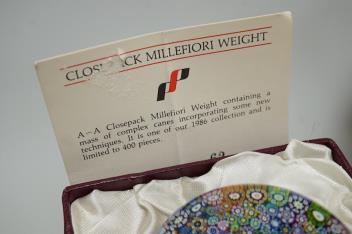 CLOSEPACK MILLEFIORI WEIGHT
A—A Closepack Millefiori Weight containing a
mass of complex canes incorporating some new
techniques. It is one of our 1986 collection and is
limited to 400 pieces.